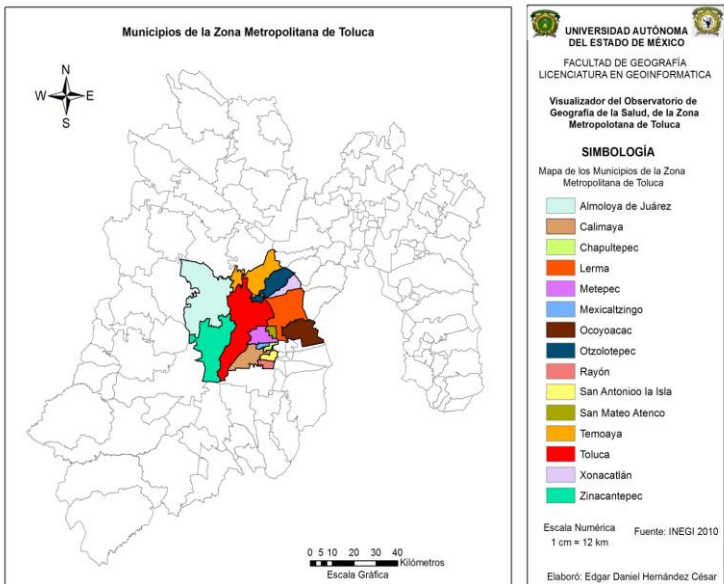 Municipios de la Zona Metropolitana de Toluca
N
W E
S
0 5 10 20 30 40
Kilómetros
Escala Gráfica
UNIVERSIDAD AUTÓNOMA
DEL ESTADO DE MÉXICO
FACULTAD DE GEOGRAFÍA
LICENCIATURA EN GEOINFORMATICA
Visualizador del Observatorio de
Geografía de la Salud, de la Zona
Metropolotana de Toluca
SIMBOLOGÍA
Mapa de los Municipios de la Zona
Metropolitana de Toluca
Almoloya de Juárez
Calimaya
Chapultepec
Lerma
Metepec
Mexicaltzingo
Ocoyoacac
Otzolotepec
Rayón
San Antonioo la Isla
San Mateo Atenco
Temoaya
Toluca
Xonacatlán
Zinacantepec
Escala Numérica
1 cm = 12 km
Fuente: INEGI 2010
Elaboró: Edgar Daniel Hernández César